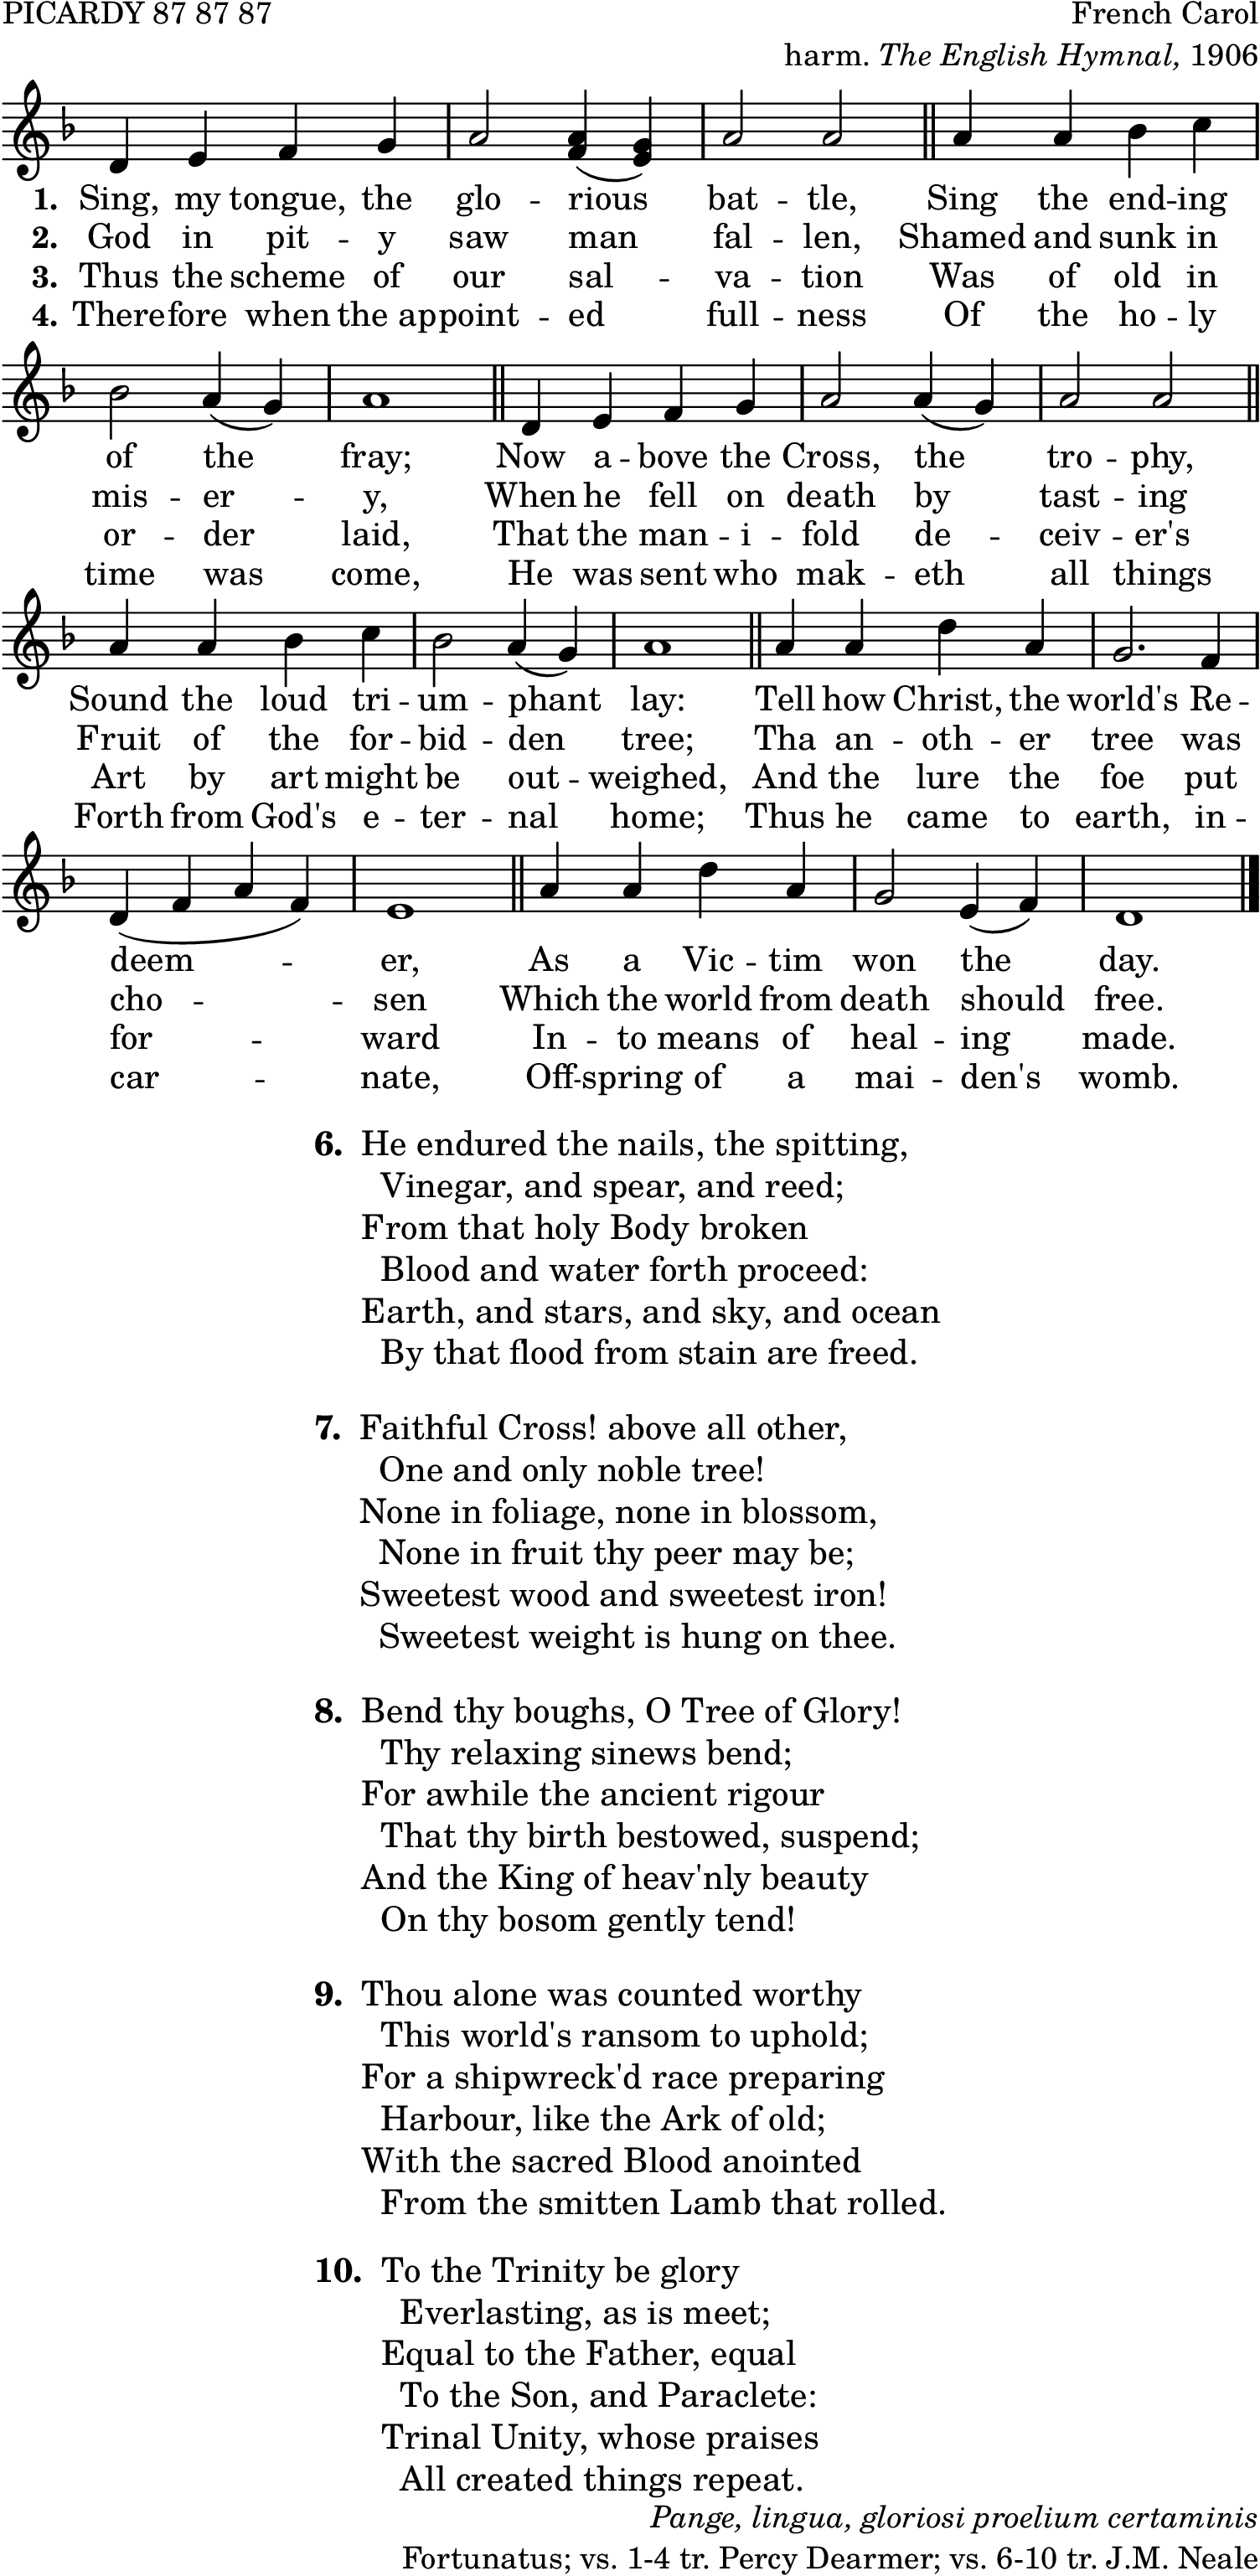 PICARDY 87 87 87 French Carol
harm. The English Hymnal, 1906
1. Sing, my tongue, the glo -- rious bat -- tle, Sing the end -- ing
2. God in pit -- y saw man fal -- len, Shamed and sunk in
3. Thus the scheme of our sal -- va -- tion Was of old in
4. There -- fore when the appoint -- ed full -- ness Of the ho -- ly
of the fray; Now a -- bove the Cross, the tro -- phy,
mis -- er -- y, When he fell on death by tast -- ing
or -- der laid, That the man -- i -- fold de -- ceiv -- er's
time was come, He was sent who mak -- eth all things
Sound the loud tri -- um -- phant lay: Tell how Christ, the world's Re --
Fruit of the for -- bid -- den tree; Tha an -- oth -- er tree was
Art by art might be out -- weighed, And the lure the foe put
Forth from God's e -- ter -- nal home; Thus he came to earth, in --
deem -- er, As a Vic -- tim won the day.
cho -- sen Which the world from death should free.
for -- ward In -- to means of heal -- ing made.
car -- nate, Off -- spring of a mai -- den's womb.
6. He endured the nails, the spitting,
Vinegar, and spear, and reed;
From that holy Body broken
Blood and water forth proceed:
Earth, and stars, and sky, and ocean
By that flood from stain are freed.
7. Faithful Cross! above all other,
One and only noble tree!
None in foliage, none in blossom,
None in fruit thy peer may be;
Sweetest wood and sweetest iron!
Sweetest weight is hung on thee.
8. Bend thy boughs, O Tree of Glory!
Thy relaxing sinews bend;
For awhile the ancient rigour
That thy birth bestowed, suspend;
And the King of heav'nly beauty
On thy bosom gently tend!
9. Thou alone was counted worthy
This world's ransom to uphold;
For a shipwreck'd race preparing
Harbour, like the Ark of old;
With the sacred Blood anointed
From the smitten Lamb that rolled.
10. To the Trinity be glory
Everlasting, as is meet;
Equal to the Father, equal
To the Son, and Paraclete:
Trinal Unity, whose praises
All created things repeat.
Pange, lingua, gloriosi proelium certaminis
Fortunatus; vs. 1-4 tr. Percy Dearmer; vs. 6-10 tr. J.M. Neale